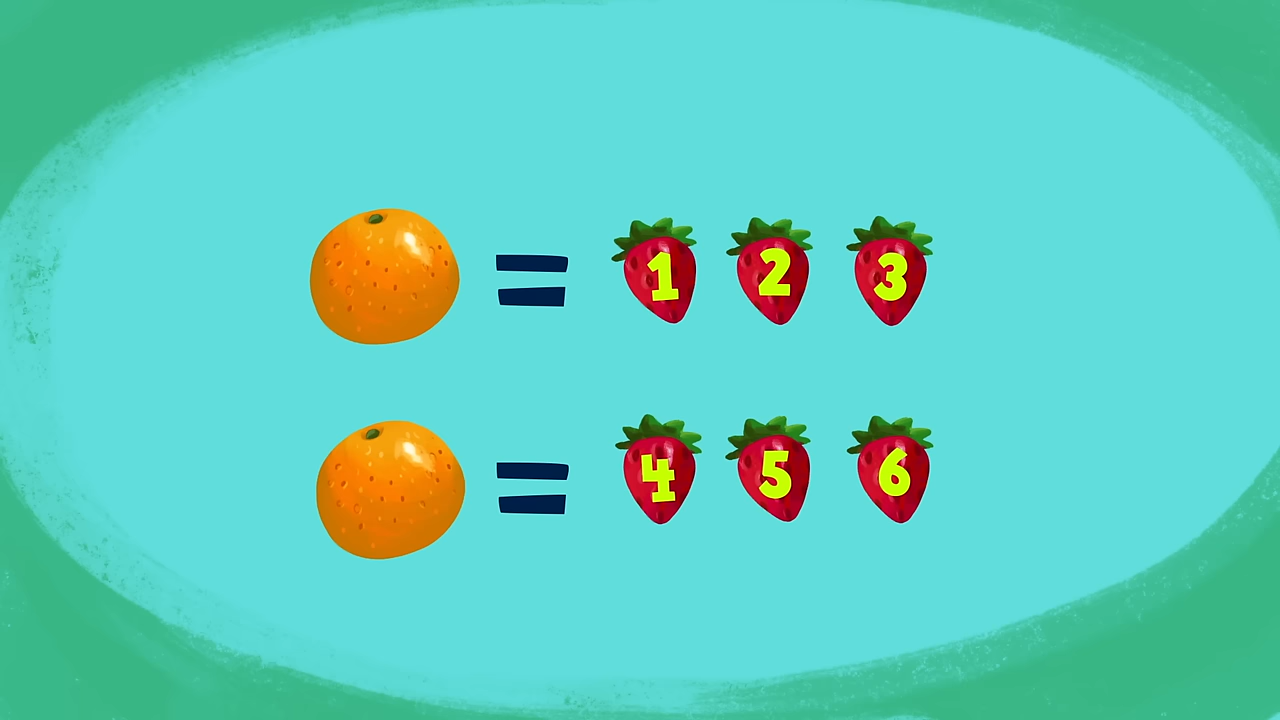 = 1 2 3
= 4 5 6